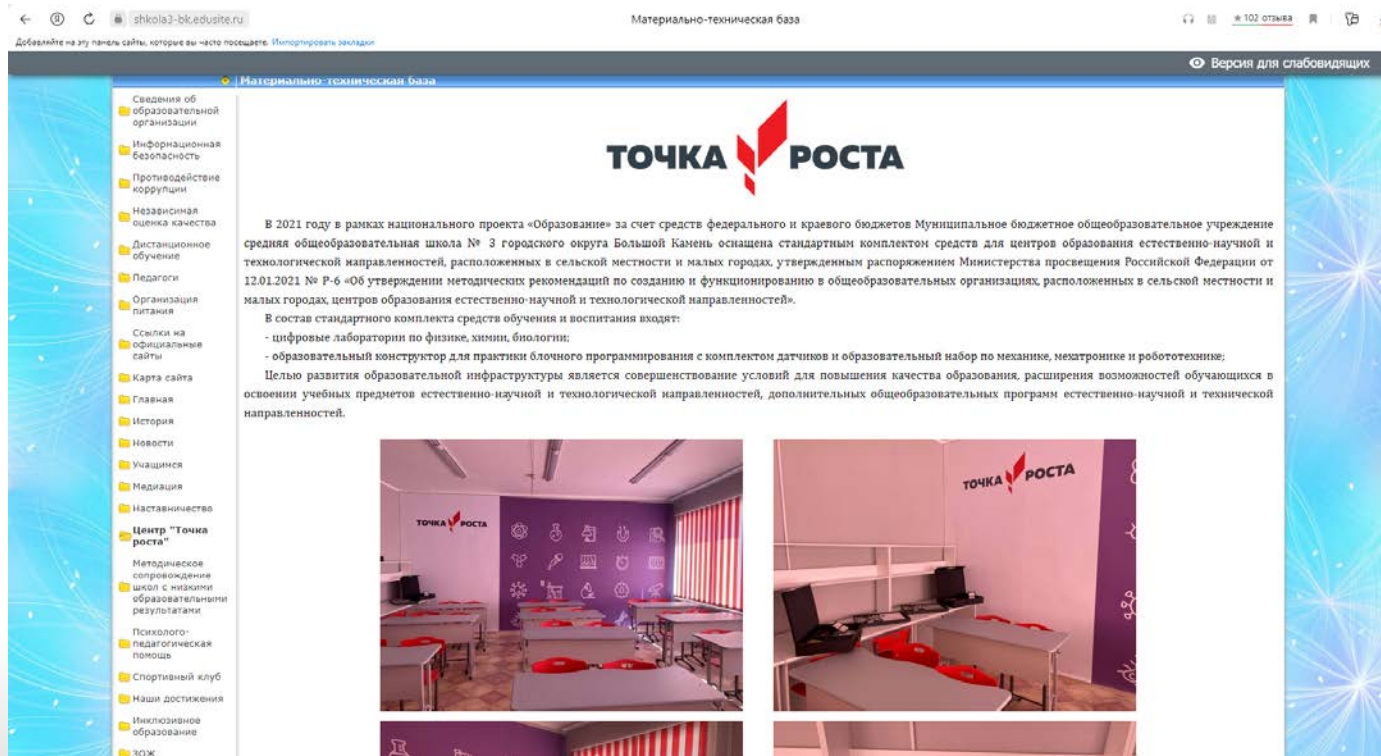 shkola3-bk.edusite.ru
Материально-техническая база
★ 102 отзыва
Добавляйте на эту панель сайты, которые вы часто посещаете. Импортировать закладки
Версия для слабовидящих
Материально-техническая база
Сведения об
образовательной
организации
Информационная
безопасность
Противодействие
коррупции
Независимая
оценка качества
Дистанционное
обучение
Педагоги
Организация
питания
Ссылки на
официальные
сайты
Карта сайта
Главная
История
Новости
Учащимся
Медиация
Наставничество
Центр "Точка
роста"
Методическое
сопровождение
школ с низкими
образовательными
результатами
Психолого-
педагогическая
помощь
Спортивный клуб
Наши достижения
Инклюзивное
образование
ЗОЖ
ТОЧКА РОСТА
В 2021 году в рамках национального проекта «Образование» за счет средств федерального и краевого бюджетов Муниципальное бюджетное общеобразовательное учреждение
средняя общеобразовательная школа № 3 городского округа Большой Камень оснащена стандартным комплектом средств для центров образования естественно-научной и
технологической направленностей, расположенных в сельской местности и малых городах, утвержденным распоряжением Министерства просвещения Российской Федерации от
12.01.2021 № Р-6 «Об утверждении методических рекомендаций по созданию и функционированию в общеобразовательных организациях, расположенных в сельской местности и
малых городах, центров образования естественно-научной и технологической направленностей».
В состав стандартного комплекта средств обучения и воспитания входят:
- цифровые лаборатории по физике, химии, биологии;
- образовательный конструктор для практики блочного программирования с комплектом датчиков и образовательный набор по механике, мехатронике и робототехнике;
Целью развития образовательной инфраструктуры является совершенствование условий для повышения качества образования, расширения возможностей обучающихся в
освоении учебных предметов естественно-научной и технологической направленностей, дополнительных общеобразовательных программ естественно-научной и технической
направленностей.
ТОЧКА РОСТА
ТОЧКА РОСТА